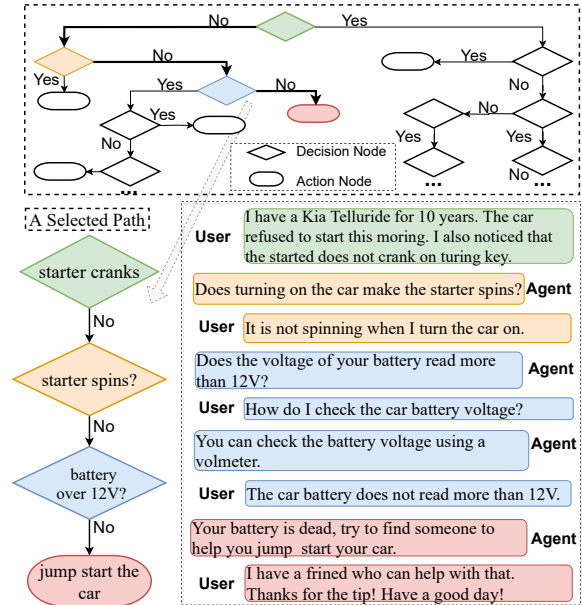 No
Yes
No
Yes
Yes
No
Yes
Yes
No
No
Yes
Yes
No
No
...
...
...
Decision Node
Action Node
A Selected Path
starter cranks
No
starter spins?
No
battery
over 12V?
No
jump start the
car
User
I have a Kia Telluride for 10 years. The car
refused to start this moring. I also noticed that
the started does not crank on turing key.
Does turning on the car make the starter spins?
Agent
User
It is not spinning when I turn the car on.
Does the voltage of your battery read more
than 12V?
Agent
User
How do I check the car battery voltage?
You can check the battery voltage using a
volmeter.
Agent
User
The car battery does not read more than 12V.
Your battery is dead, try to find someone to
help you jump start your car.
Agent
User
I have a frined who can help with that.
Thanks for the tip! Have a good day!